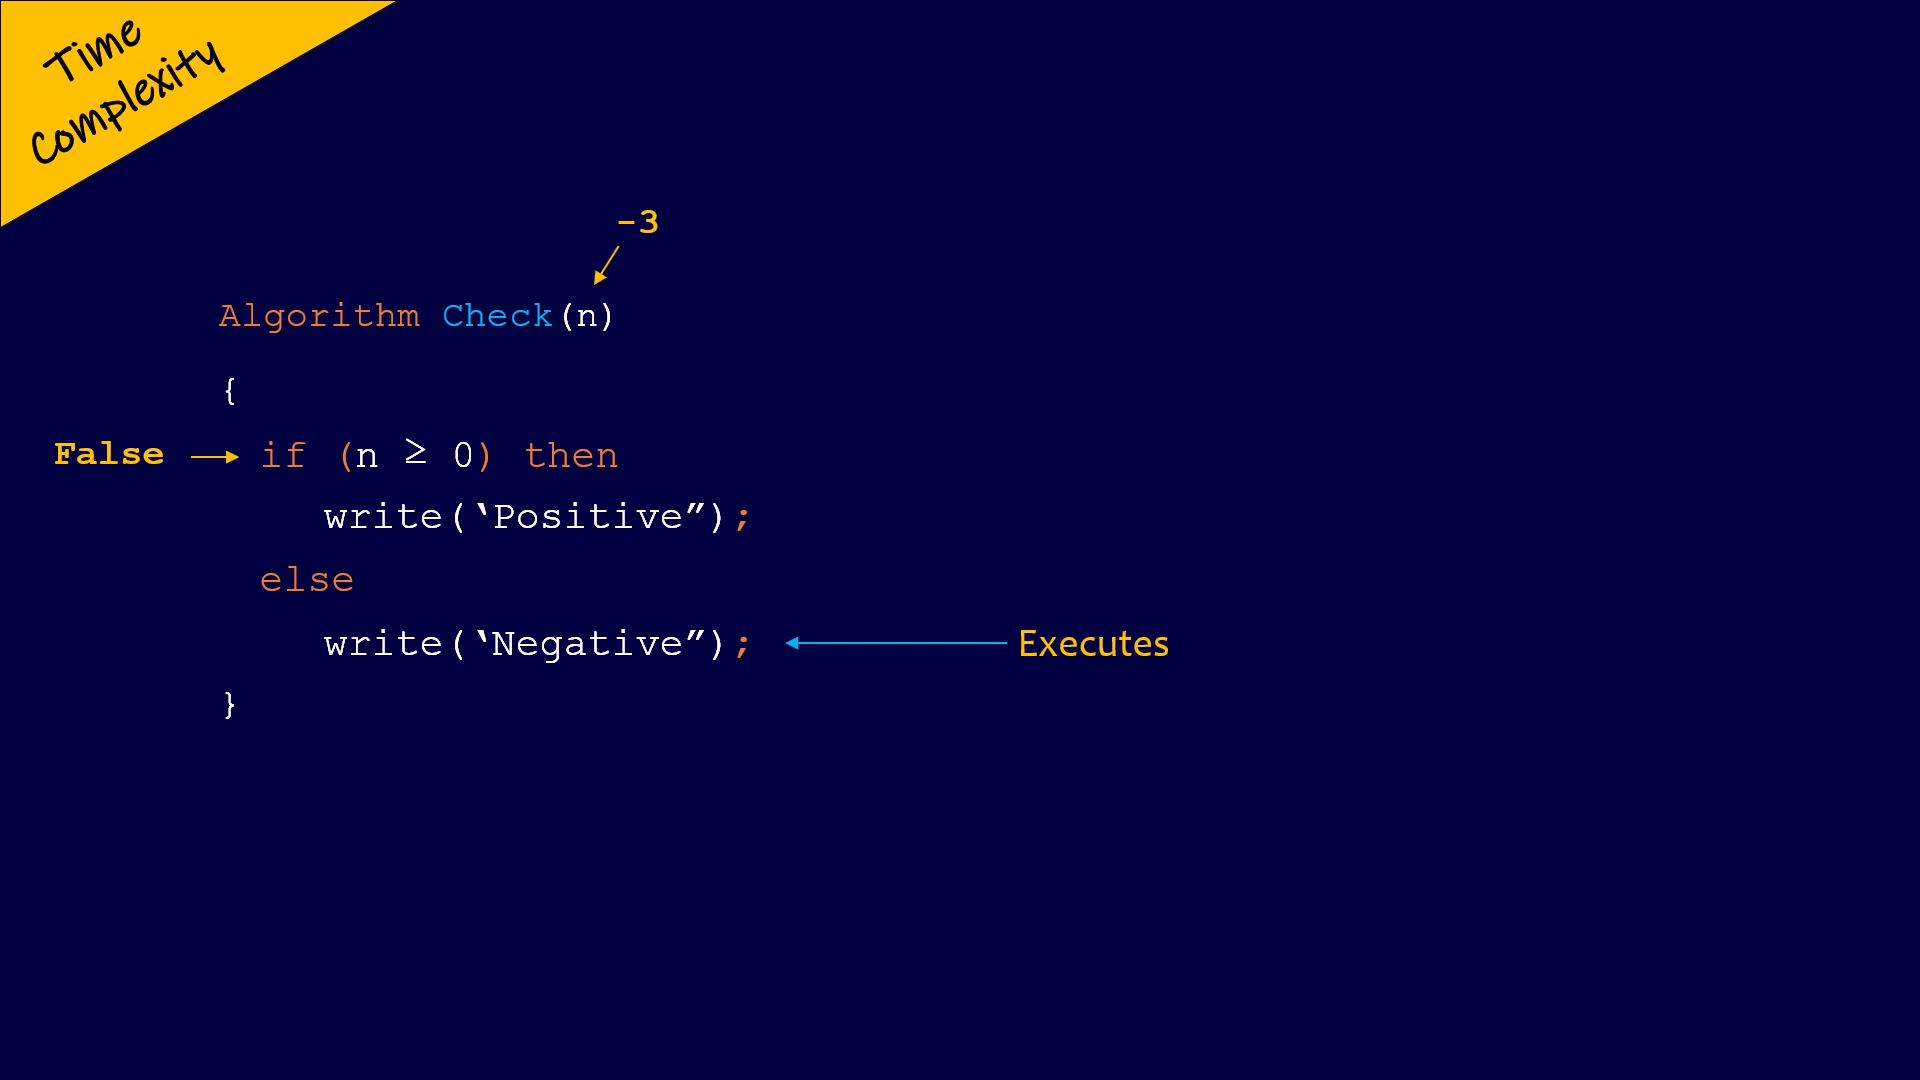 Time
Complexity
-3
Algorithm Check(n)
{
False if (n ≥ 0) then
write(‘Positive”);
else
write(‘Negative”); Executes
}